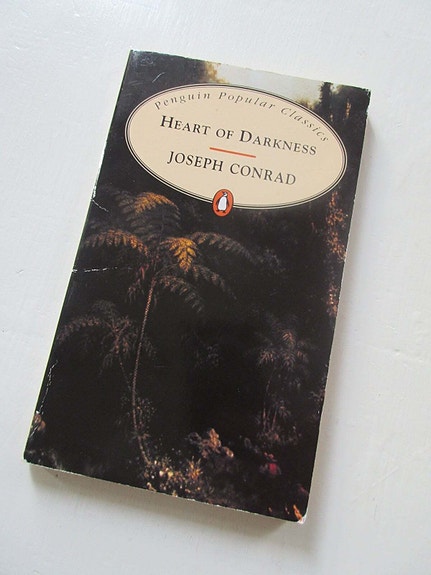 Penguin Popular Classics
HEART OF DARKNESS
JOSEPH CONRAD